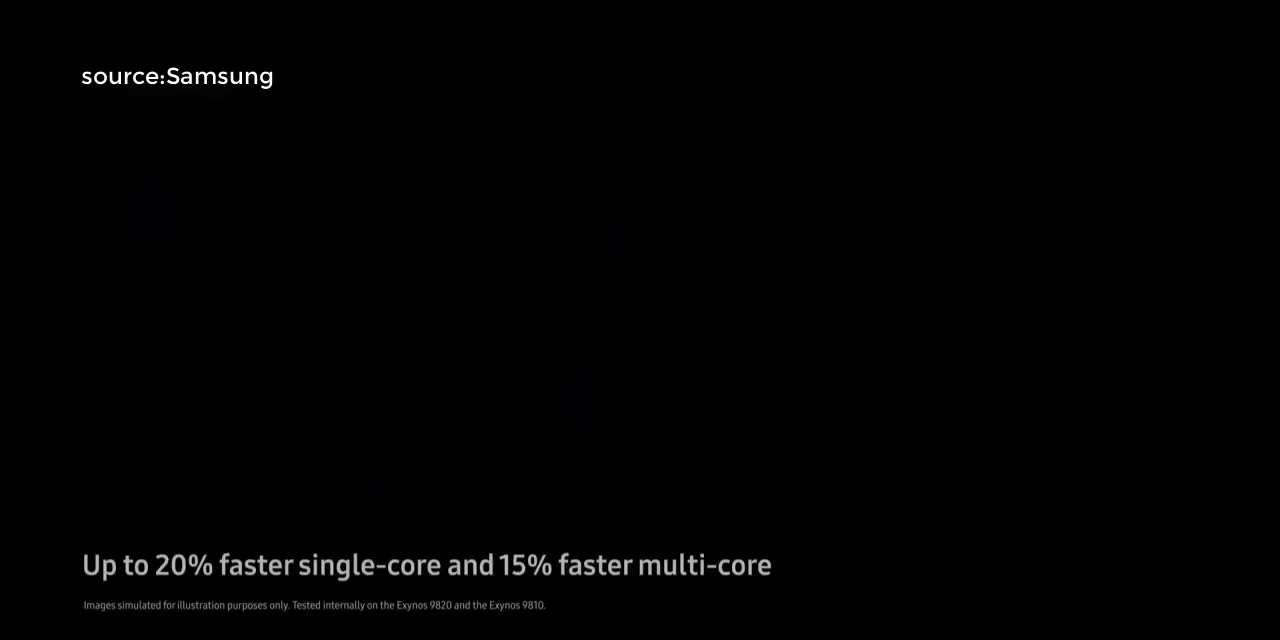 source:Samsung
Up to 20% faster single-core and 15% faster multi-core
Images simulated for illustration purposes only. Tested internally on the Exynos 9820 and the Exynos 9810.